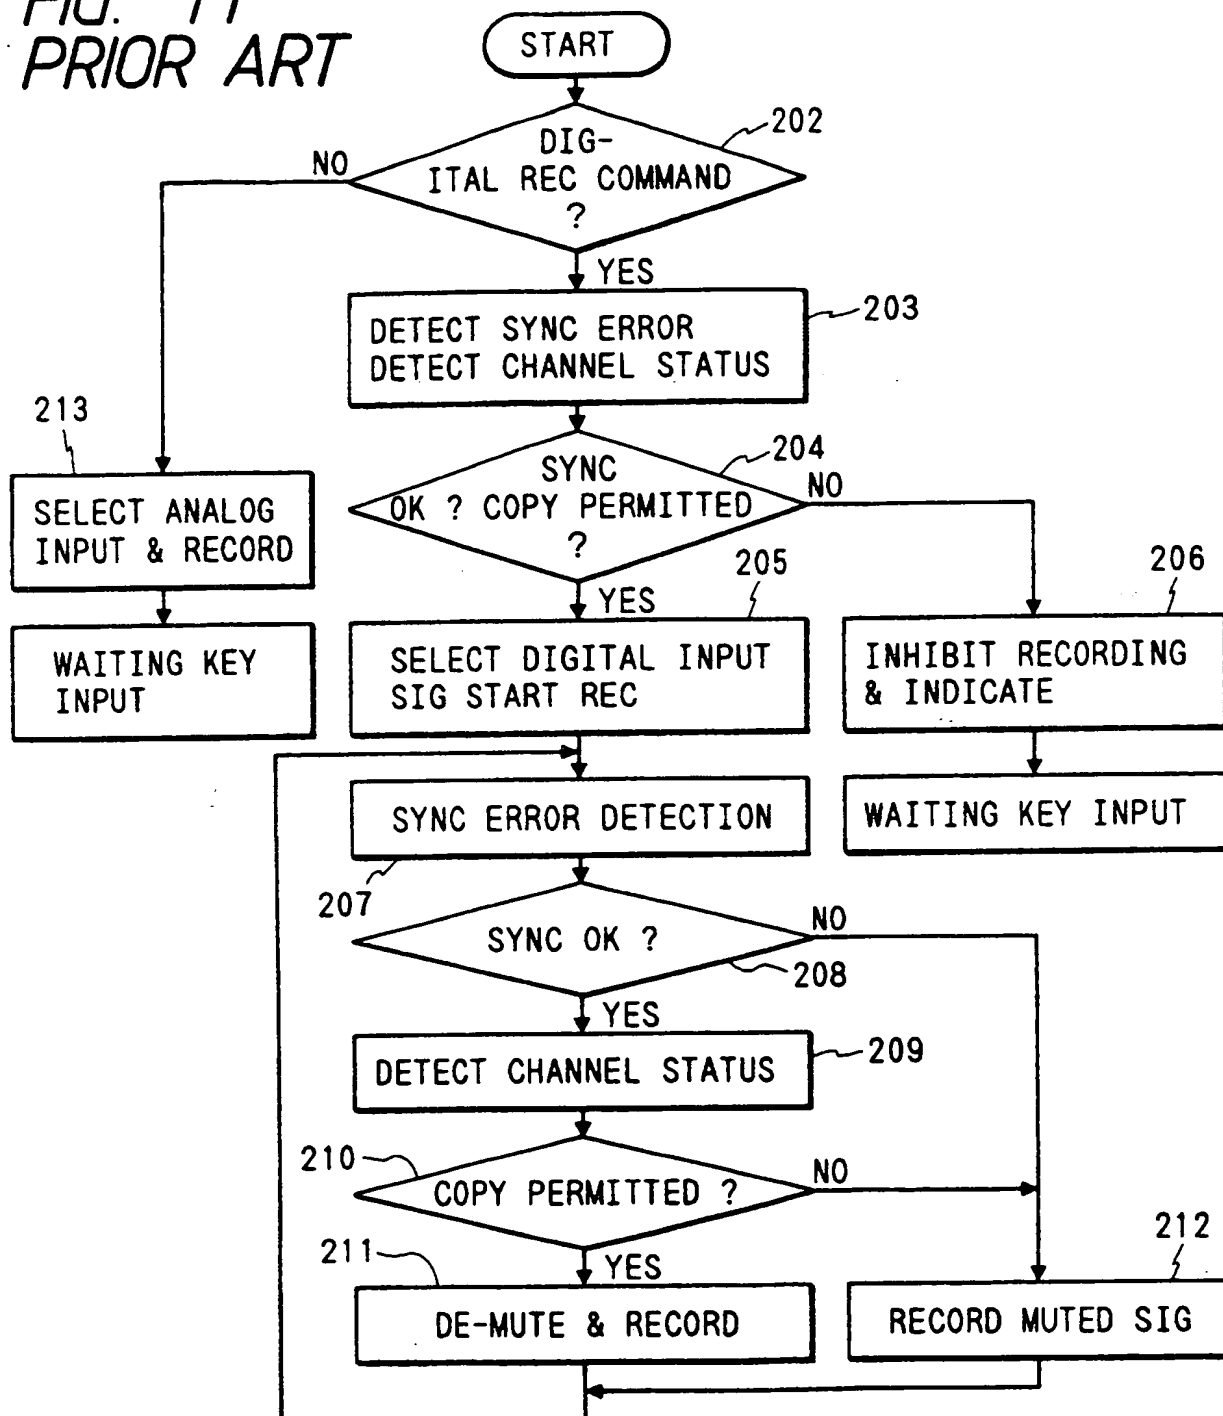 FIG. 11
PRIOR ART
START
202
DIG-
ITAL REC COMMAND
?
NO
YES
203
DETECT SYNC ERROR
DETECT CHANNEL STATUS
213
204
SYNC
OK ? COPY PERMITTED
?
NO
SELECT ANALOG
INPUT & RECORD
YES
205
206
WAITING KEY
INPUT
SELECT DIGITAL INPUT
SIG START REC
INHIBIT RECORDING
& INDICATE
SYNC ERROR DETECTION
WAITING KEY INPUT
207
SYNC OK ?
NO
208
YES
DETECT CHANNEL STATUS
209
210
COPY PERMITTED ?
NO
211
YES
212
DE-MUTE & RECORD
RECORD MUTED SIG